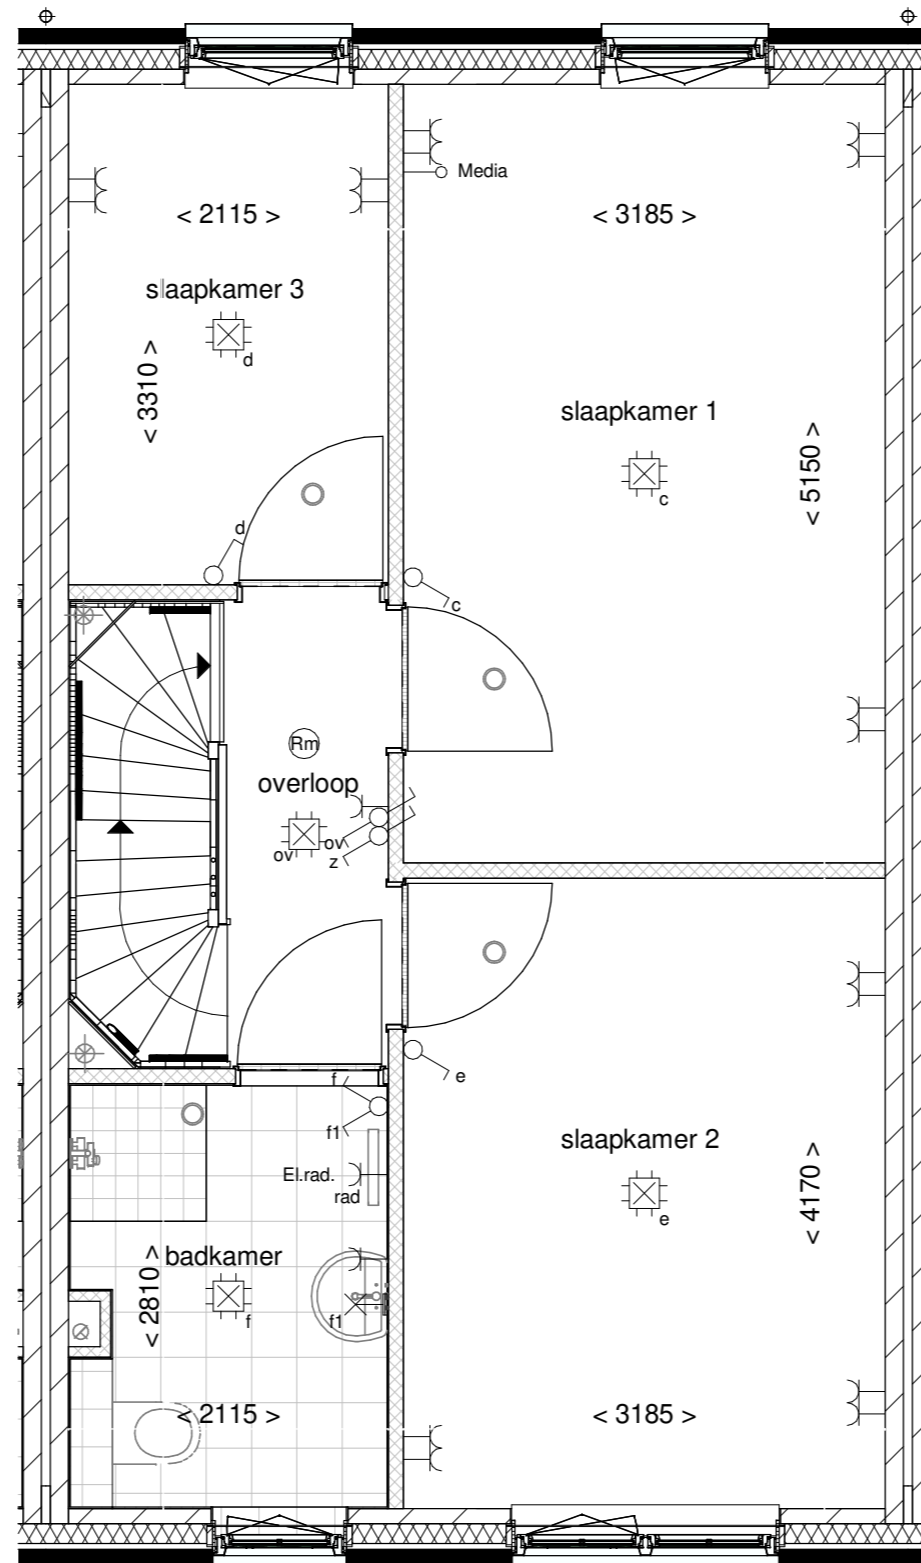 Media
< 2115 >
< 3185 >
slaapkamer 3
d
< 3310 >
slaapkamer 1
c
< 5150 >
d
c
Rm
overloop
ov
ov
z
f
e
f1
El.rad.
rad
slaapkamer 2
e
< 4170 >
badkamer
f
f1
< 2810 >
< 2115 >
< 3185 >